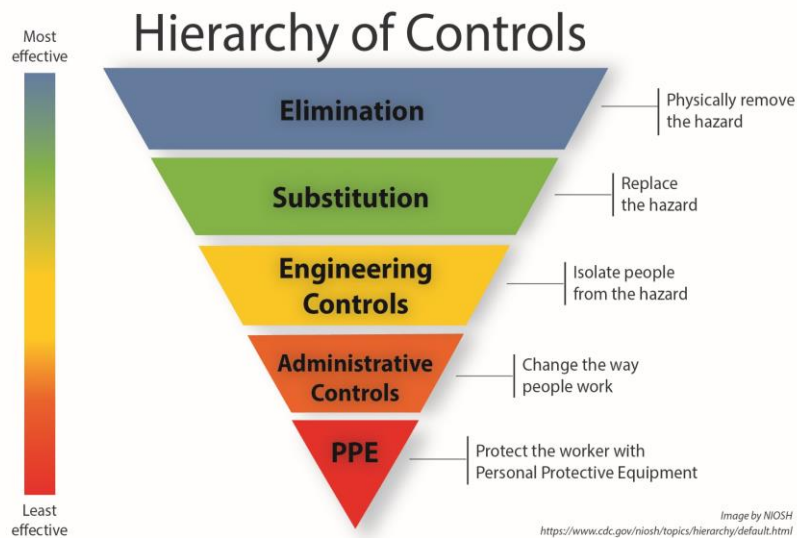 Hierarchy of Controls
Most
effective
Elimination
Physically remove
the hazard
Substitution
Replace
the hazard
Engineering
Controls
Isolate people
from the hazard
Administrative
Controls
Change the way
people work
PPE
Protect the worker with
Personal Protective Equipment
Least
effective
Image by NIOSH
https://www.cdc.gov/niosh/topics/hierarchy/default.html